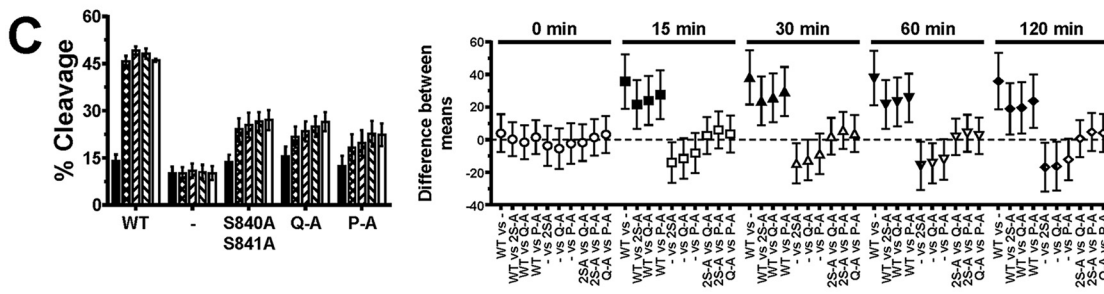 C
% Cleavage
60
45
30
15
0
WT
-
S840A
S841A
Q-A
P-A
Difference between
means
60
40
20
0
-20
-40
0 min
15 min
30 min
60 min
120 min
WT vs -
WT vs 2S-A
WT vs Q-A
WT vs P-A
- vs 2SA
- vs Q-A
- vs P-A
2SA vs Q-A
2S-A vs P-A
Q-A vs P-A
WT vs -
WT vs 2S-A
WT vs Q-A
WT vs P-A
- vs 2SA
- vs Q-A
- vs P-A
2S-A vs Q-A
2S-A vs P-A
Q-A vs P-A
WT vs -
WT vs 2S-A
WT vs Q-A
WT vs P-A
- vs 2SA
- vs Q-A
- vs P-A
2S-A vs Q-A
2S-A vs P-A
Q-A vs P-A
WT vs -
WT vs 2S-A
WT vs Q-A
WT vs P-A
- vs 2SA
- vs Q-A
- vs P-A
2SA vs Q-A
2S-A vs P-A
Q-A vs P-A
WT vs -
WT vs 2S-A
WT vs Q-A
WT vs P-A
- vs 2SA
- vs Q-A
- vs P-A
2S-A vs Q-A
2S-A vs P-A
Q-A vs P-A